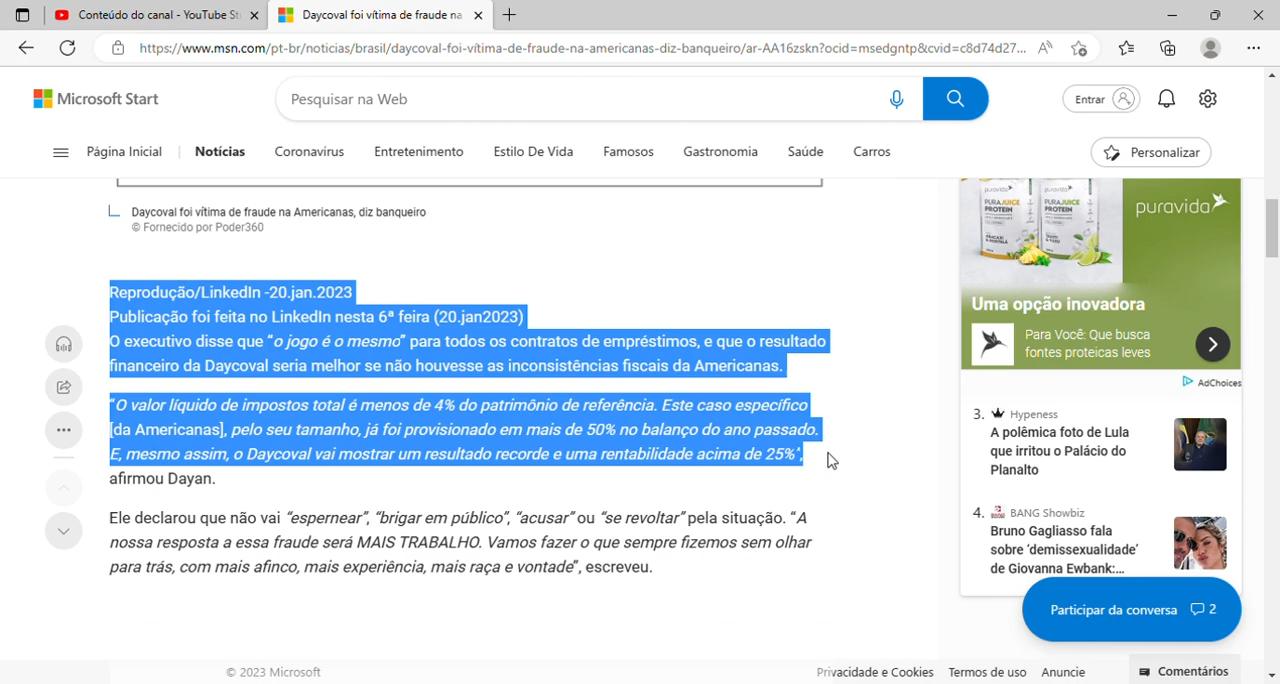 Conteúdo do canal - YouTube St
Daycoval foi vítima de fraude na
https://www.msn.com/pt-br/noticias/brasil/daycoval-foi-vítima-de-fraude-na-americanas-diz-banqueiro/ar-AA16zskn?ocid=msedgntp&cvid=c8d74d27...
Microsoft Start
Pesquisar na Web
Entrar
Página Inicial
Notícias
Coronavirus
Entretenimento
Estilo De Vida
Famosos
Gastronomia
Saúde
Carros
Personalizar
Daycoval foi vítima de fraude na Americanas, diz banqueiro
© Fornecido por Poder360
Reprodução/LinkedIn -20.jan.2023
Publicação foi feita no LinkedIn nesta 6ª feira (20.jan2023)
O executivo disse que “o jogo é o mesmo” para todos os contratos de empréstimos, e que o resultado
financeiro da Daycoval seria melhor se não houvesse as inconsistências fiscais da Americanas.
“O valor líquido de impostos total é menos de 4% do patrimônio de referência. Este caso específico
[da Americanas], pelo seu tamanho, já foi provisionado em mais de 50% no balanço do ano passado.
E, mesmo assim, o Daycoval vai mostrar um resultado recorde e uma rentabilidade acima de 25%”,
afirmou Dayan.
Ele declarou que não vai “espernear”, “brigar em público”, “acusar” ou “se revoltar” pela situação. “A
nossa resposta a essa fraude será MAIS TRABALHO. Vamos fazer o que sempre fizemos sem olhar
para trás, com mais afinco, mais experiência, mais raça e vontade”, escreveu.
puravida
PURAJUICE
PROTEIN
PURAJUICE
PROTEIN
puravida
Uma opção inovadora
Para Você: Que busca
fontes proteicas leves
AdChoices
3. Hypeness
A polêmica foto de Lula
que irritou o Palácio do
Planalto
4. BANG Showbiz
Bruno Gagliasso fala
sobre ‘demissexualidade’
de Giovanna Ewbank:...
Participar da conversa 2
© 2023 Microsoft
Privacidade e Cookies
Termos de uso
Anuncie
Comentários